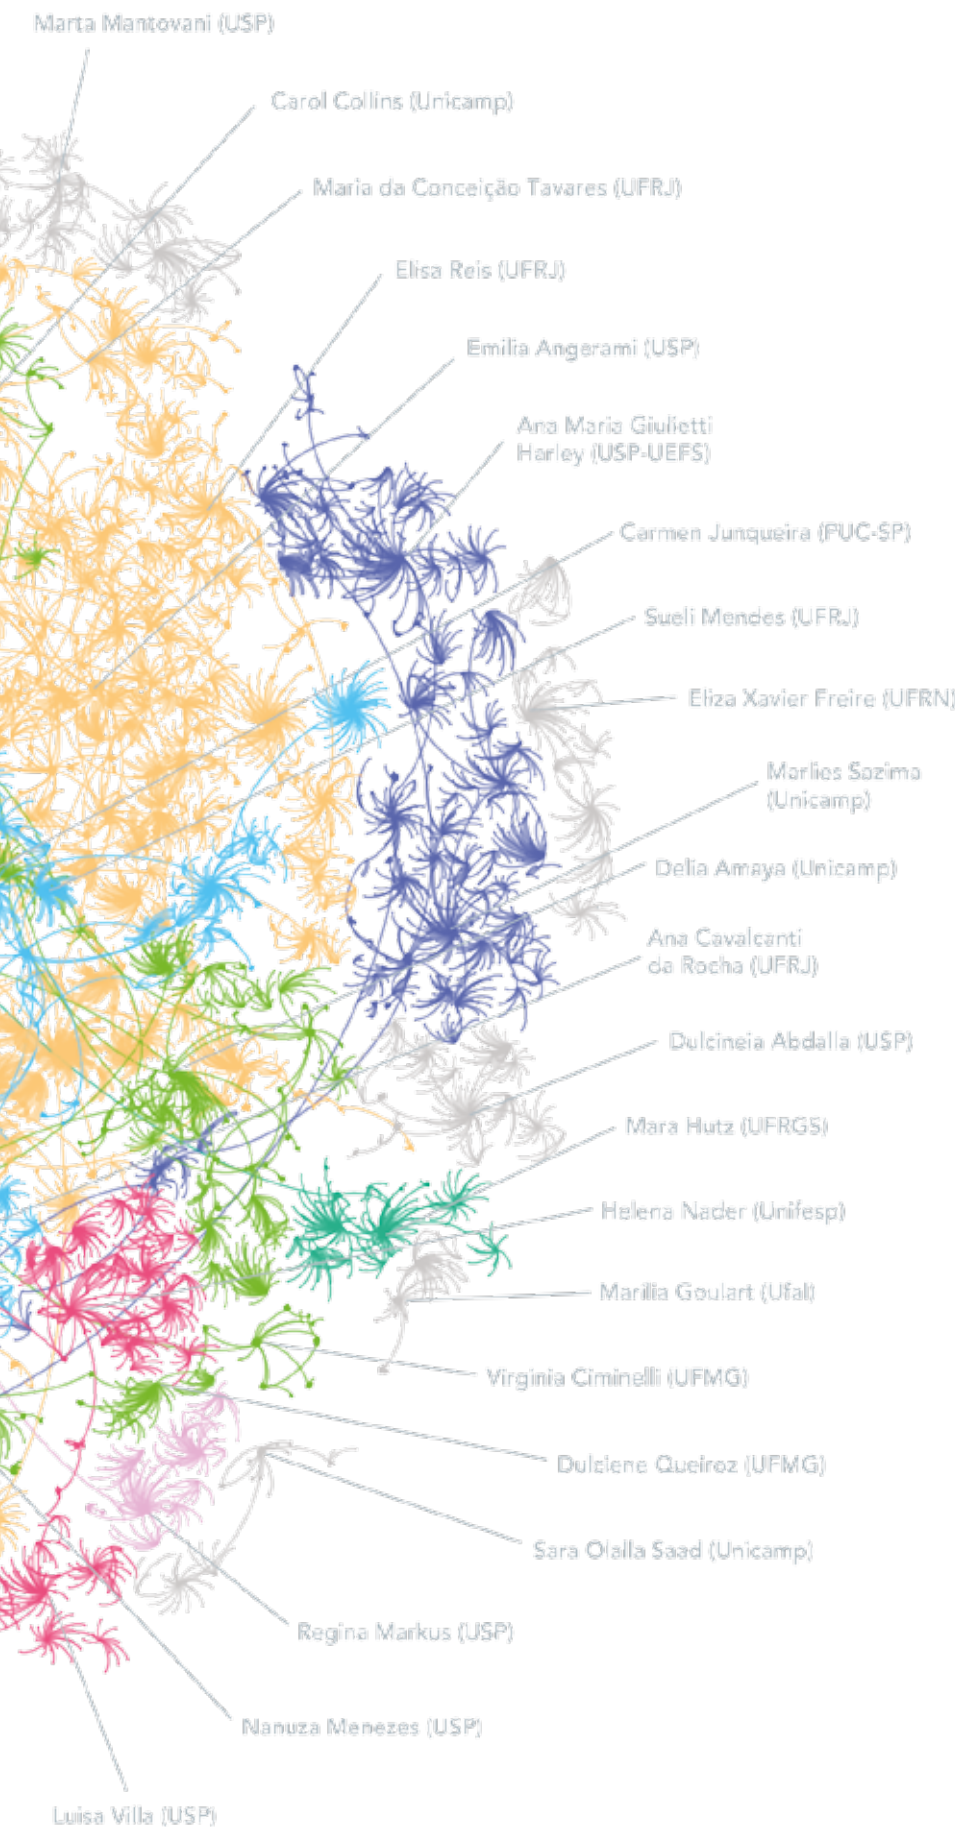 Marta Mantovani (USP)
Carol Collins (Unicamp)
Maria da Conceição Tavares (UFRJ)
Elisa Reis (UFRJ)
Emilia Angerami (USP)
Ana Maria Giulietti
Harley (USP-UEFS)
Carmen Junqueira (PUC-SP)
Sueli Mendes (UFRJ)
Eliza Xavier Freire (UFRN)
Marlies Sazima
(Unicamp)
Delia Amaya (Unicamp)
Ana Cavalcanti
da Rocha (UFRJ)
Dulcineia Abdalla (USP)
Mara Hutz (UFRGS)
Helena Nader (Unifesp)
Marilia Goulart (Ufal)
Virginia Ciminelli (UFMG)
Dulciene Queiroz (UFMG)
Sara Olalla Saad (Unicamp)
Regina Markus (USP)
Nanuza Menezes (USP)
Luisa Villa (USP)